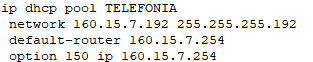 ip dhcp pool TELEFONIA
network 160.15.7.192 255.255.255.192
default-router 160.15.7.254
option 150 ip 160.15.7.254